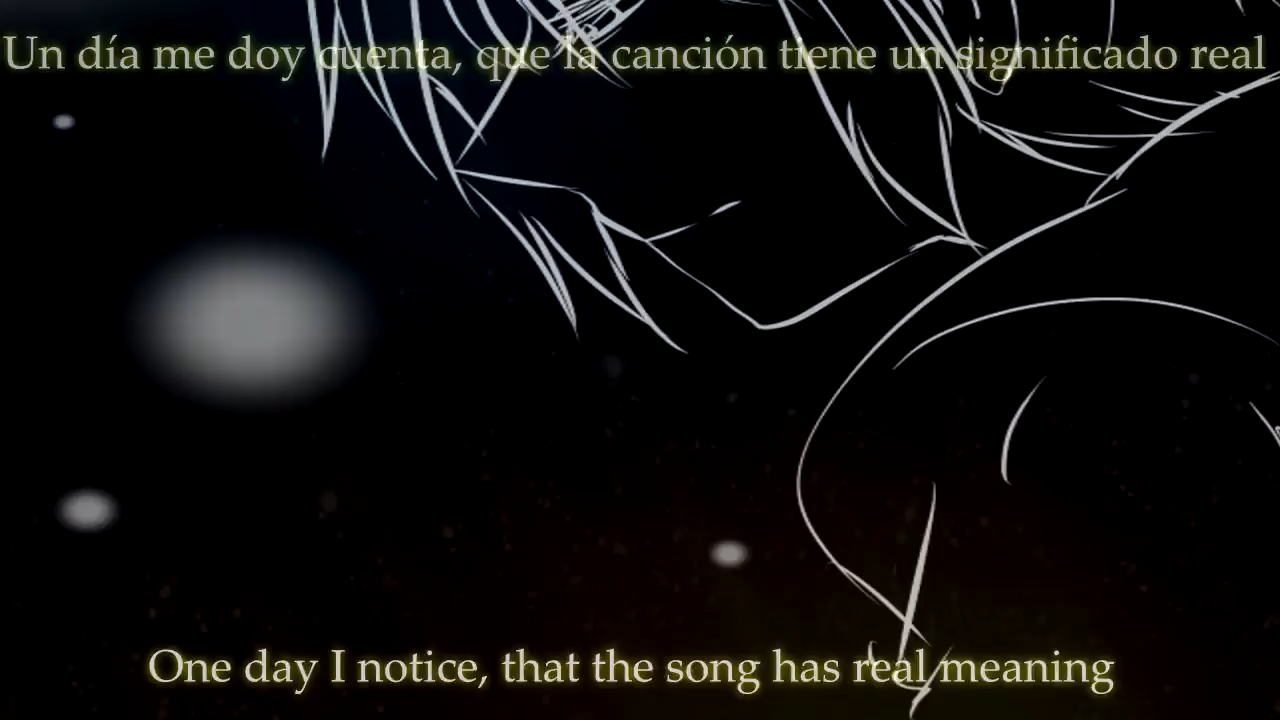 Un día me doy cuenta, que la canción tiene un significado real
One day I notice, that the song has real meaning